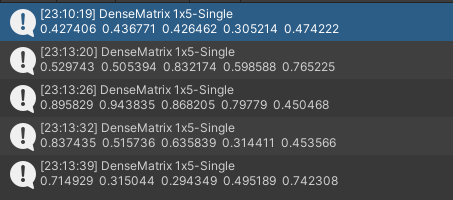 [23:10:19] DenseMatrix 1x5-Single
0.427406 0.436771 0.426462 0.305214 0.474222
[23:13:20] DenseMatrix 1x5-Single
0.529743 0.505394 0.832174 0.598588 0.765225
[23:13:26] DenseMatrix 1x5-Single
0.895829 0.943835 0.868205 0.79779 0.450468
[23:13:32] DenseMatrix 1x5-Single
0.837435 0.515736 0.635839 0.314411 0.453566
[23:13:39] DenseMatrix 1x5-Single
0.714929 0.315044 0.294349 0.495189 0.742308